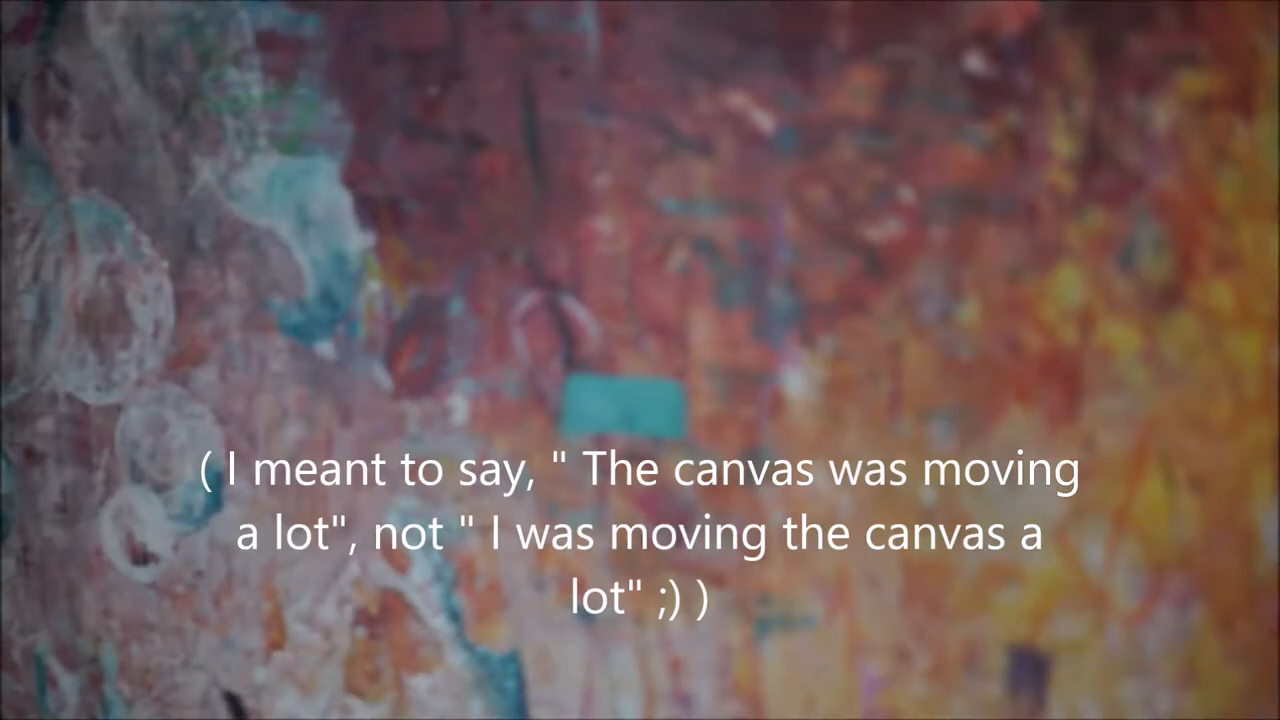 ( I meant to say, " The canvas was moving
a lot", not " I was moving the canvas a
lot" ;) )